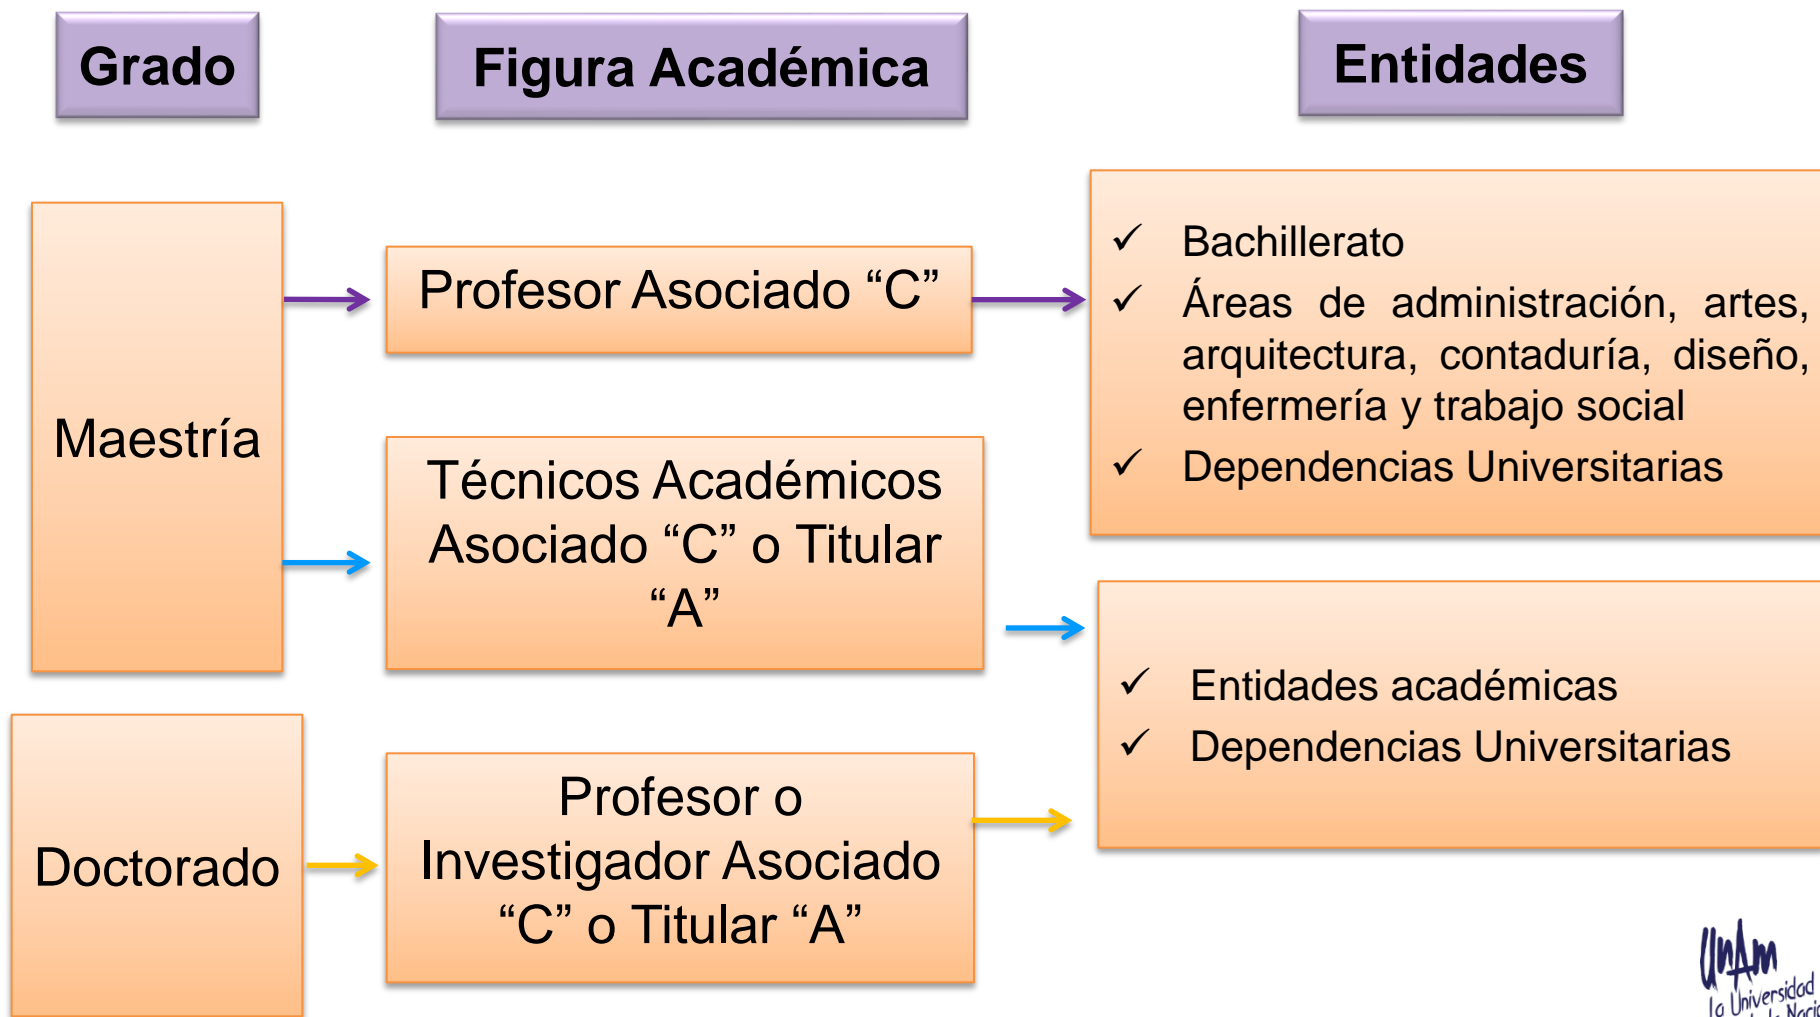 Grado
Figura Académica
Entidades
Maestría
Profesor Asociado “C”
✓ Bachillerato
✓ Áreas de administración, artes,
arquitectura, contaduría, diseño,
enfermería y trabajo social
✓ Dependencias Universitarias
Técnicos Académicos
Asociado “C” o Titular
“A”
✓ Entidades académicas
✓ Dependencias Universitarias
Doctorado
Profesor o
Investigador Asociado
“C” o Titular “A”
UnAm
la Universidad